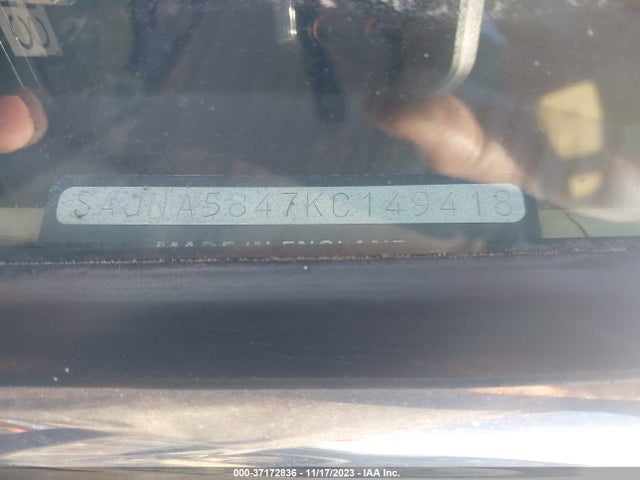 SAJNA5847KC149418
MADE IN ENGLAND
000-37172836 - 11/17/2023 - IAA Inc.